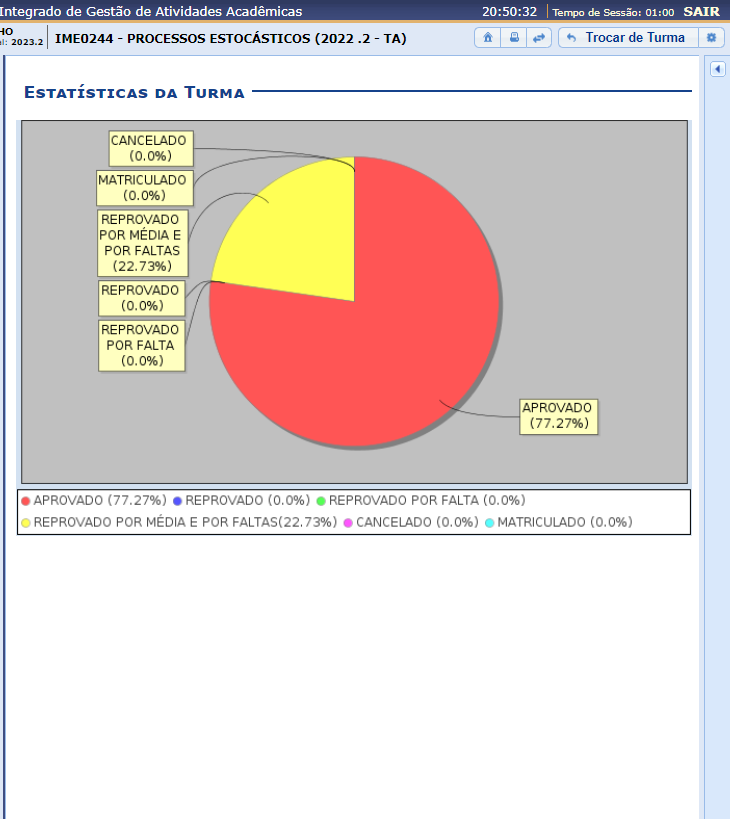 Integrado de Gestão de Atividades Acadêmicas 20:50:32 Tempo de Sessão: 01:00 SAIR
HO
el: 2023.2 IME0244 - PROCESSOS ESTOCÁSTICOS (2022 .2 - TA) Trocar de Turma
ESTATÍSTICAS DA TURMA
CANCELADO
(0.0%)
MATRICULADO
(0.0%)
REPROVADO
POR MÉDIA E
POR FALTAS
(22.73%)
REPROVADO
(0.0%)
REPROVADO
POR FALTA
(0.0%)
APROVADO
(77.27%)
APROVADO (77.27%) REPROVADO (0.0%) REPROVADO POR FALTA (0.0%)
REPROVADO POR MÉDIA E POR FALTAS(22.73%) CANCELADO (0.0%) MATRICULADO (0.0%)